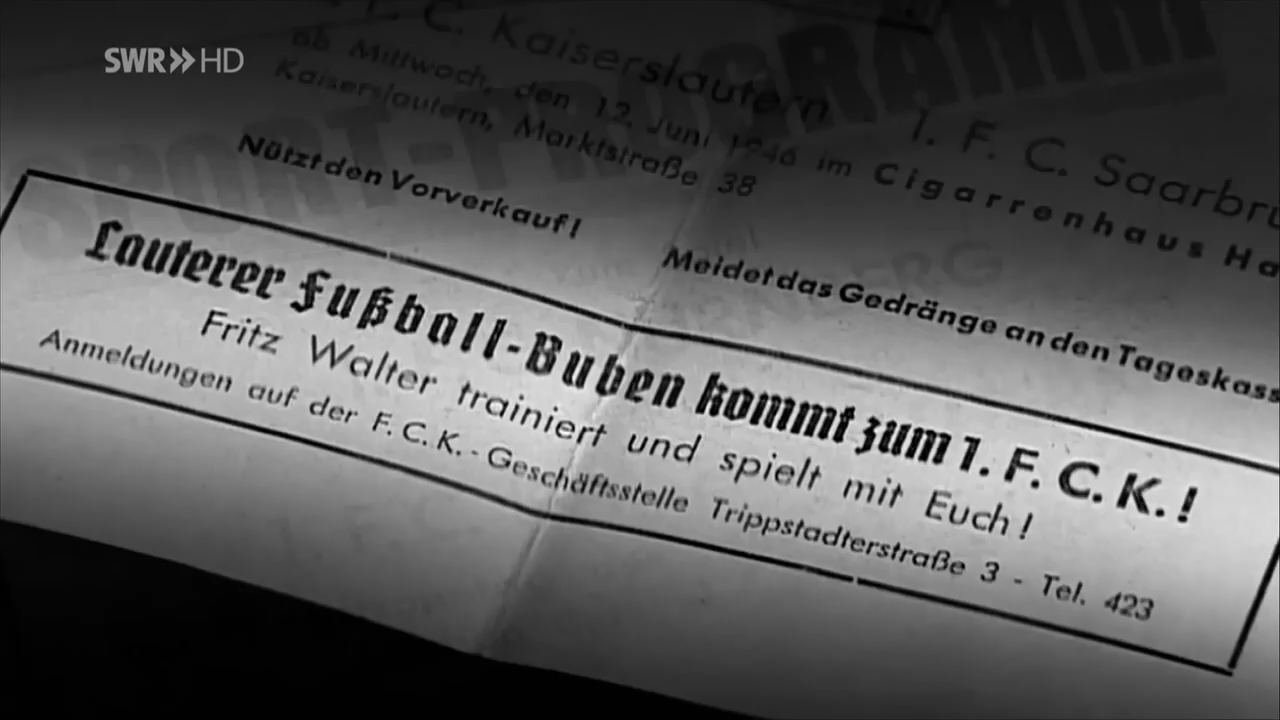 SWR>>HD
F. C. Kaiserslautern 1. F. C. Saarbrü
ab Mittwoch, den 12. Juni 1946 im Cigarrenhaus Ha
Kaiserslautern, Marktstraße 38
Nützt den Vorverkauf! Meidet das Gedränge an den Tageskass
Lauterer Fußball-Buben kommt zum 1. F. C. K.!
Fritz Walter trainiert und spielt mit Euch!
Anmeldungen auf der F. C. K.-Geschäftsstelle Trippstadterstraße 3 - Tel. 423
SPORT-PROGRAMM